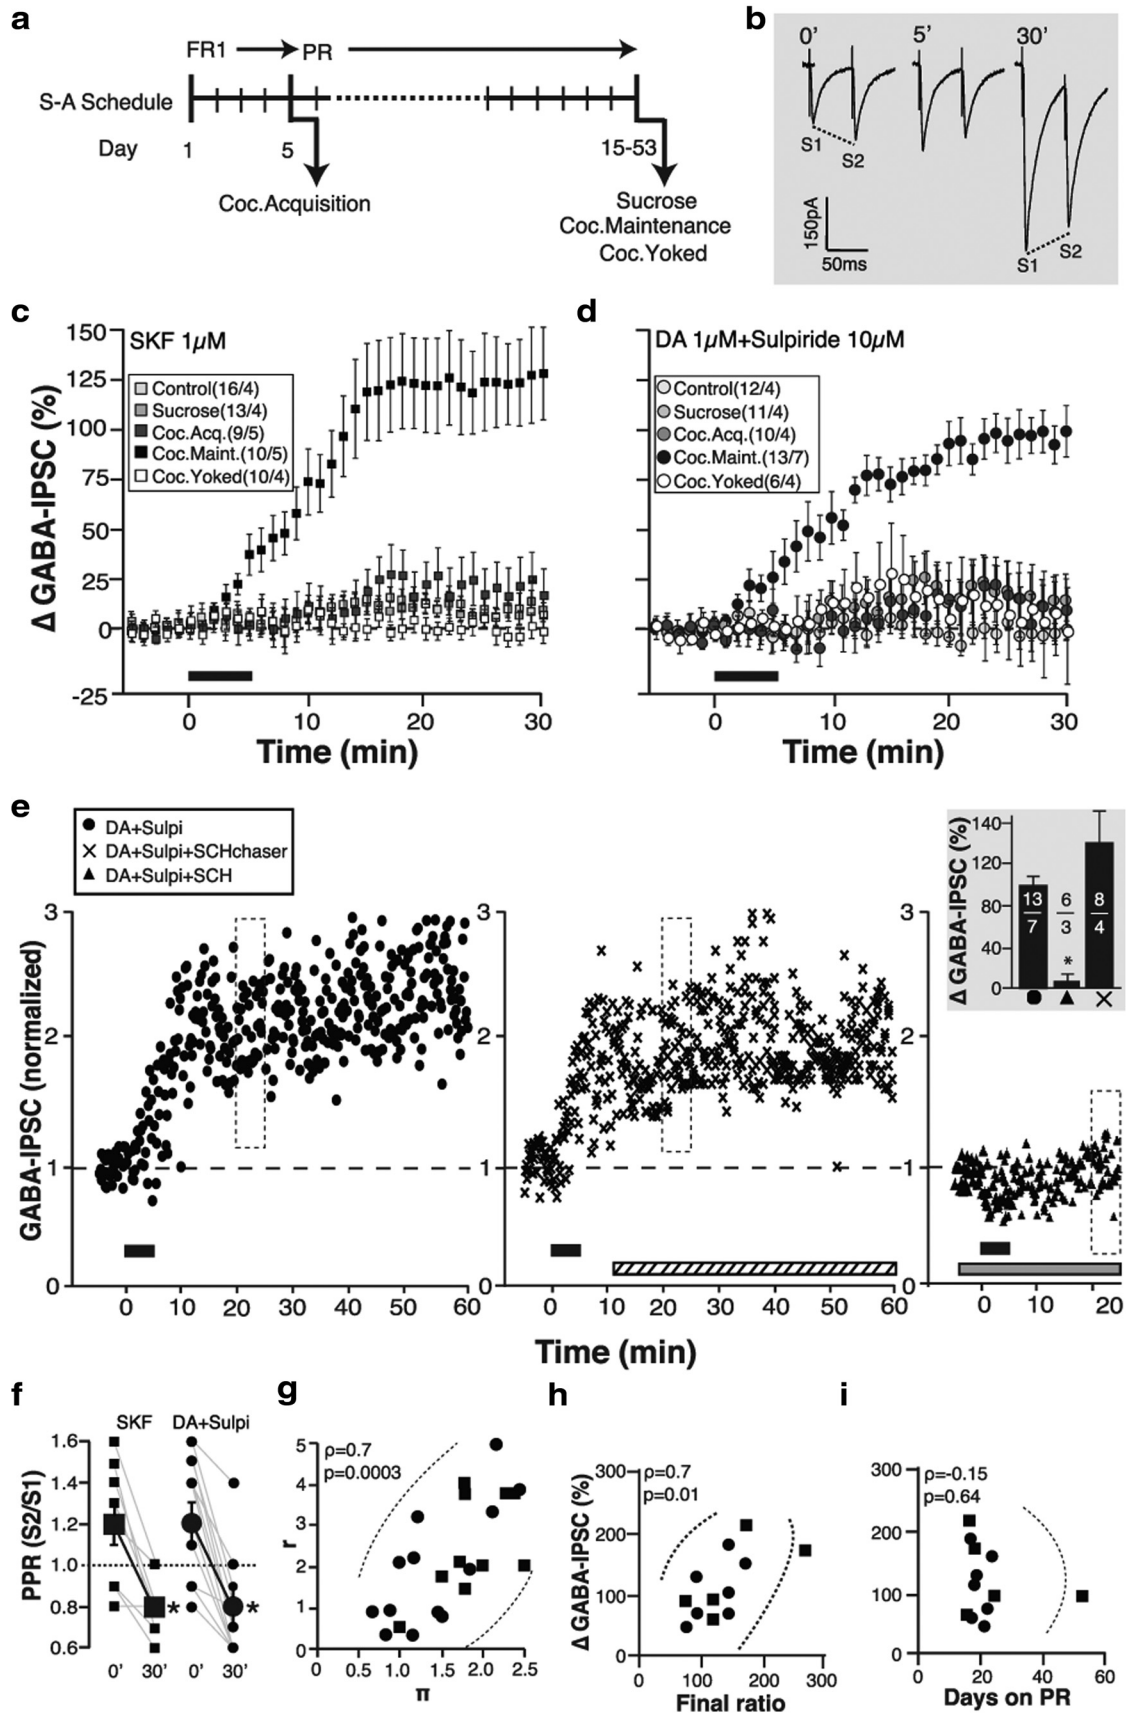 a
FR1
PR
S-A Schedule
Day
1
5
15-53
Coc.Acquisition
Sucrose
Coc.Maintenance
Coc.Yoked
b
0'
5'
30'
S1
S2
S1
S2
150pA
50ms
c
SKF 1µM
Control(16/4)
Sucrose(13/4)
Coc.Acq.(9/5)
Coc.Maint.(10/5)
Coc.Yoked(10/4)
150
125
100
75
50
25
0
-25
Δ GABA-IPSC (%)
0
10
20
30
Time (min)
d
DA 1µM+Sulpiride 10µM
Control(12/4)
Sucrose(11/4)
Coc.Acq.(10/4)
Coc.Maint.(13/7)
Coc.Yoked(6/4)
0
10
20
30
Time (min)
e
DA+Sulpi
DA+Sulpi+SCHchaser
DA+Sulpi+SCH
GABA-IPSC (normalized)
3
2
1
0
0
10
20
30
40
50
60
3
2
1
0
0
10
20
30
40
50
60
3
2
1
0
0
10
20
Δ GABA-IPSC (%)
140
120
80
40
0
13
7
6
3
*
8
4
Time (min)
f
SKF
DA+Sulpi
PPR (S2/S1)
1.6
1.4
1.2
1.0
0.8
0.6
*
*
0'
30'
0'
30'
g
ρ=0.7
p=0.0003
r
5
4
3
2
1
0
0
0.5
1.0
1.5
2.0
2.5
π
h
ρ=0.7
p=0.01
Δ GABA-IPSC (%)
300
200
100
0
0
100
200
300
Final ratio
i
ρ=-0.15
p=0.64
300
200
100
0
0
20
40
60
Days on PR